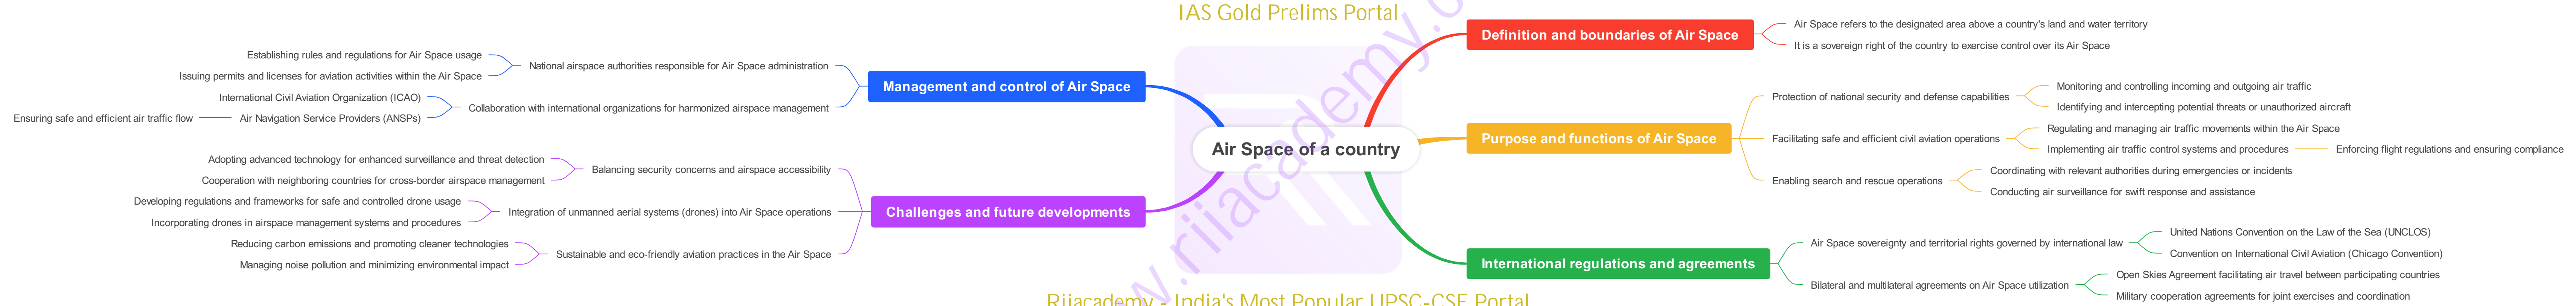 IAS Gold Prelims Portal
Air Space of a country
Definition and boundaries of Air Space
Air Space refers to the designated area above a country's land and water territory
It is a sovereign right of the country to exercise control over its Air Space
Purpose and functions of Air Space
Protection of national security and defense capabilities
Monitoring and controlling incoming and outgoing air traffic
Identifying and intercepting potential threats or unauthorized aircraft
Facilitating safe and efficient civil aviation operations
Regulating and managing air traffic movements within the Air Space
Implementing air traffic control systems and procedures
Enforcing flight regulations and ensuring compliance
Enabling search and rescue operations
Coordinating with relevant authorities during emergencies or incidents
Conducting air surveillance for swift response and assistance
International regulations and agreements
Air Space sovereignty and territorial rights governed by international law
United Nations Convention on the Law of the Sea (UNCLOS)
Convention on International Civil Aviation (Chicago Convention)
Bilateral and multilateral agreements on Air Space utilization
Open Skies Agreement facilitating air travel between participating countries
Military cooperation agreements for joint exercises and coordination
Management and control of Air Space
National airspace authorities responsible for Air Space administration
Establishing rules and regulations for Air Space usage
Issuing permits and licenses for aviation activities within the Air Space
Collaboration with international organizations for harmonized airspace management
International Civil Aviation Organization (ICAO)
Air Navigation Service Providers (ANSPs)
Ensuring safe and efficient air traffic flow
Challenges and future developments
Balancing security concerns and airspace accessibility
Adopting advanced technology for enhanced surveillance and threat detection
Cooperation with neighboring countries for cross-border airspace management
Integration of unmanned aerial systems (drones) into Air Space operations
Developing regulations and frameworks for safe and controlled drone usage
Incorporating drones in airspace management systems and procedures
Sustainable and eco-friendly aviation practices in the Air Space
Reducing carbon emissions and promoting cleaner technologies
Managing noise pollution and minimizing environmental impact
w.rijacademy.
Rijacademy - India's Most Popular UPSC-CSE Portal